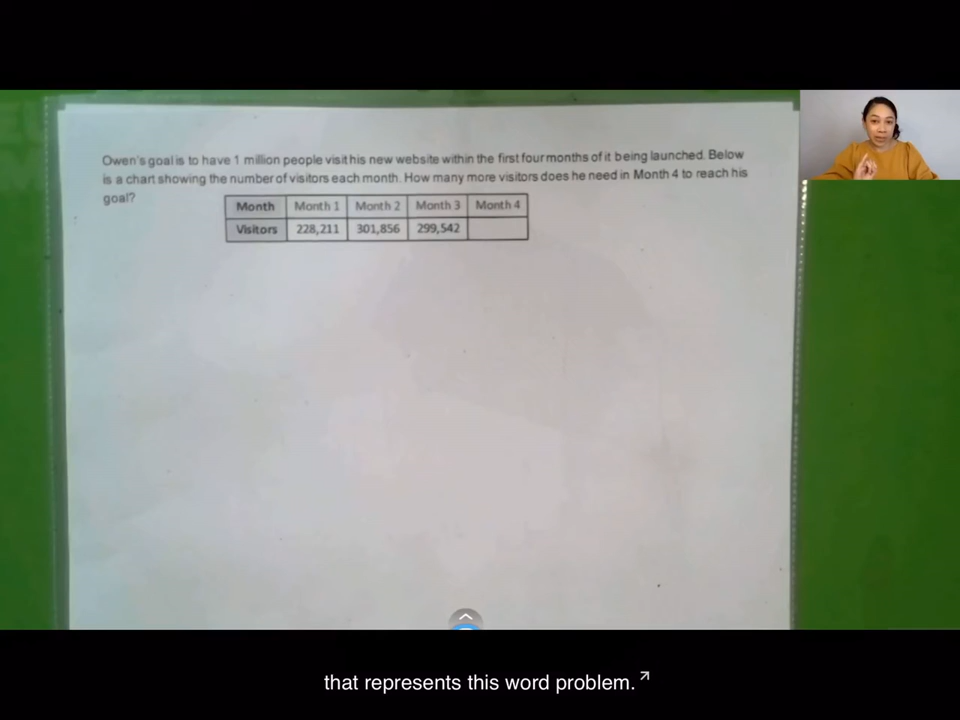 Owen's goal is to have 1 million people visit his new website within the first four months of it being launched. Below
is a chart showing the number of visitors each month. How many more visitors does he need in Month 4 to reach his
goal?
Month Month 1 Month 2 Month 3 Month 4
Visitors 228,211 301,856 299,542
that represents this word problem.